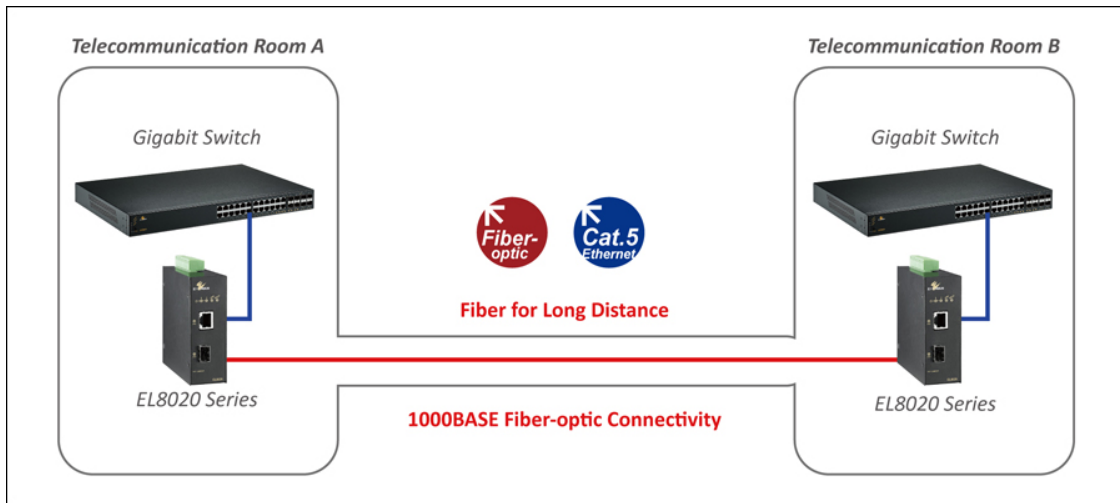 Telecommunication Room A
Telecommunication Room B
Gigabit Switch
Gigabit Switch
Fiber-
optic
Cat.5
Ethernet
Fiber for Long Distance
EL8020 Series
EL8020 Series
1000BASE Fiber-optic Connectivity